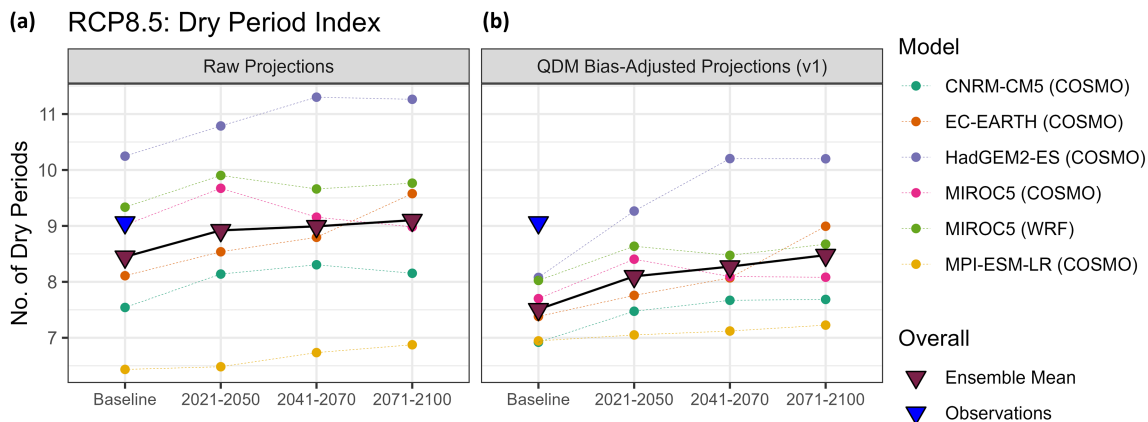 (a) RCP8.5: Dry Period Index (b)
Raw Projections
QDM Bias-Adjusted Projections (v1)
No. of Dry Periods
11
10
9
8
7
Baseline 2021-2050 2041-2070 2071-2100
Baseline 2021-2050 2041-2070 2071-2100
Model
CNRM-CM5 (COSMO)
EC-EARTH (COSMO)
HadGEM2-ES (COSMO)
MIROC5 (COSMO)
MIROC5 (WRF)
MPI-ESM-LR (COSMO)
Overall
Ensemble Mean
Observations